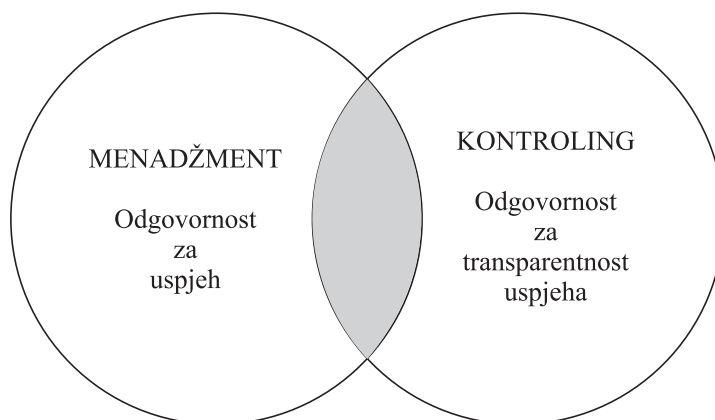 MENADŽMENT
Odgovornost
za
uspjeh
KONTROLING
Odgovornost
za
transparentnost
uspjeha